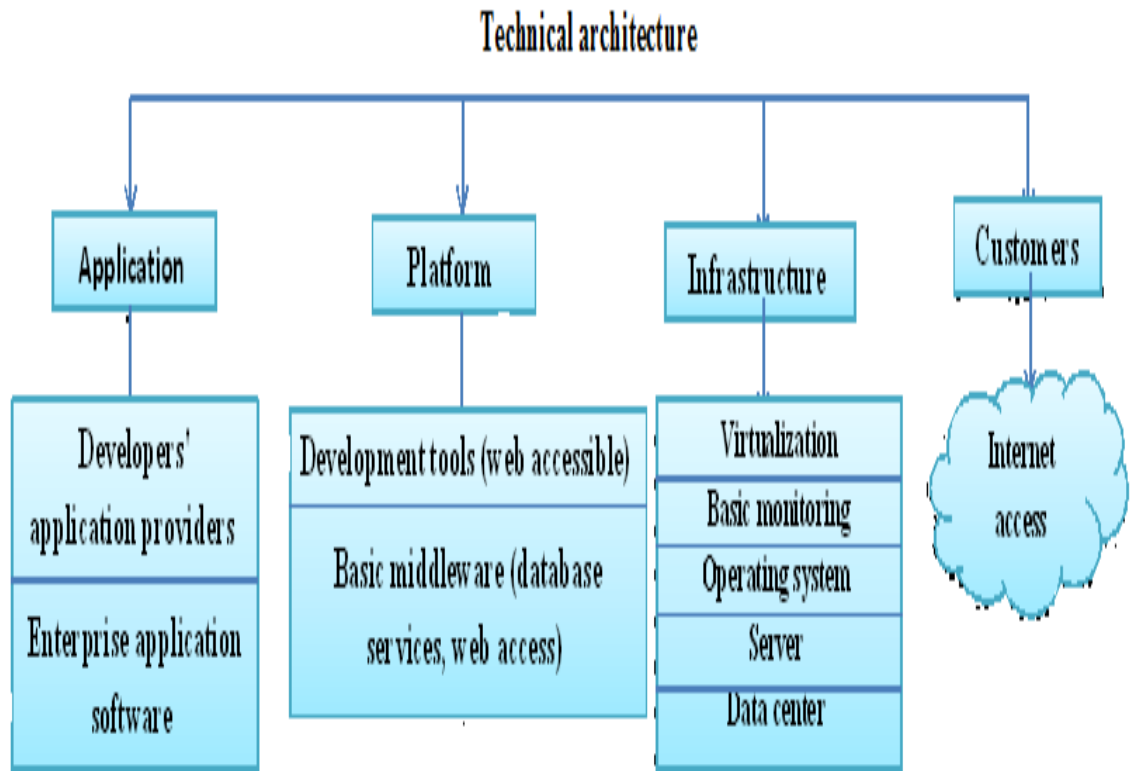 Technical architecture
Application
Platform
Infrastructure
Customers
Developers'
application providers
Enterprise application
software
Development tools (web accessible)
Basic middleware (database
services, web access)
Virtualization
Basic monitoring
Operating system
Server
Data center
Internet
access